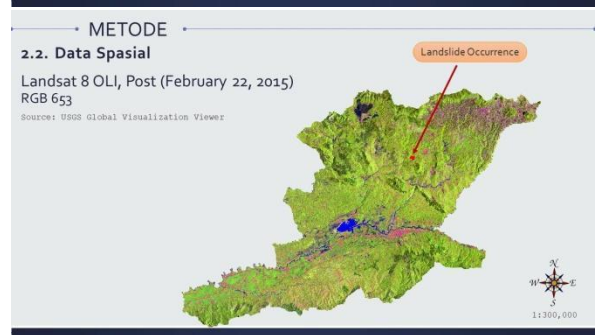 METODE
2.2. Data Spasial
Landsat 8 OLI, Post (February 22, 2015)
RGB 653
Source: USGS Global Visualization Viewer
Landslide Occurrence
N
W E
S
1:300,000